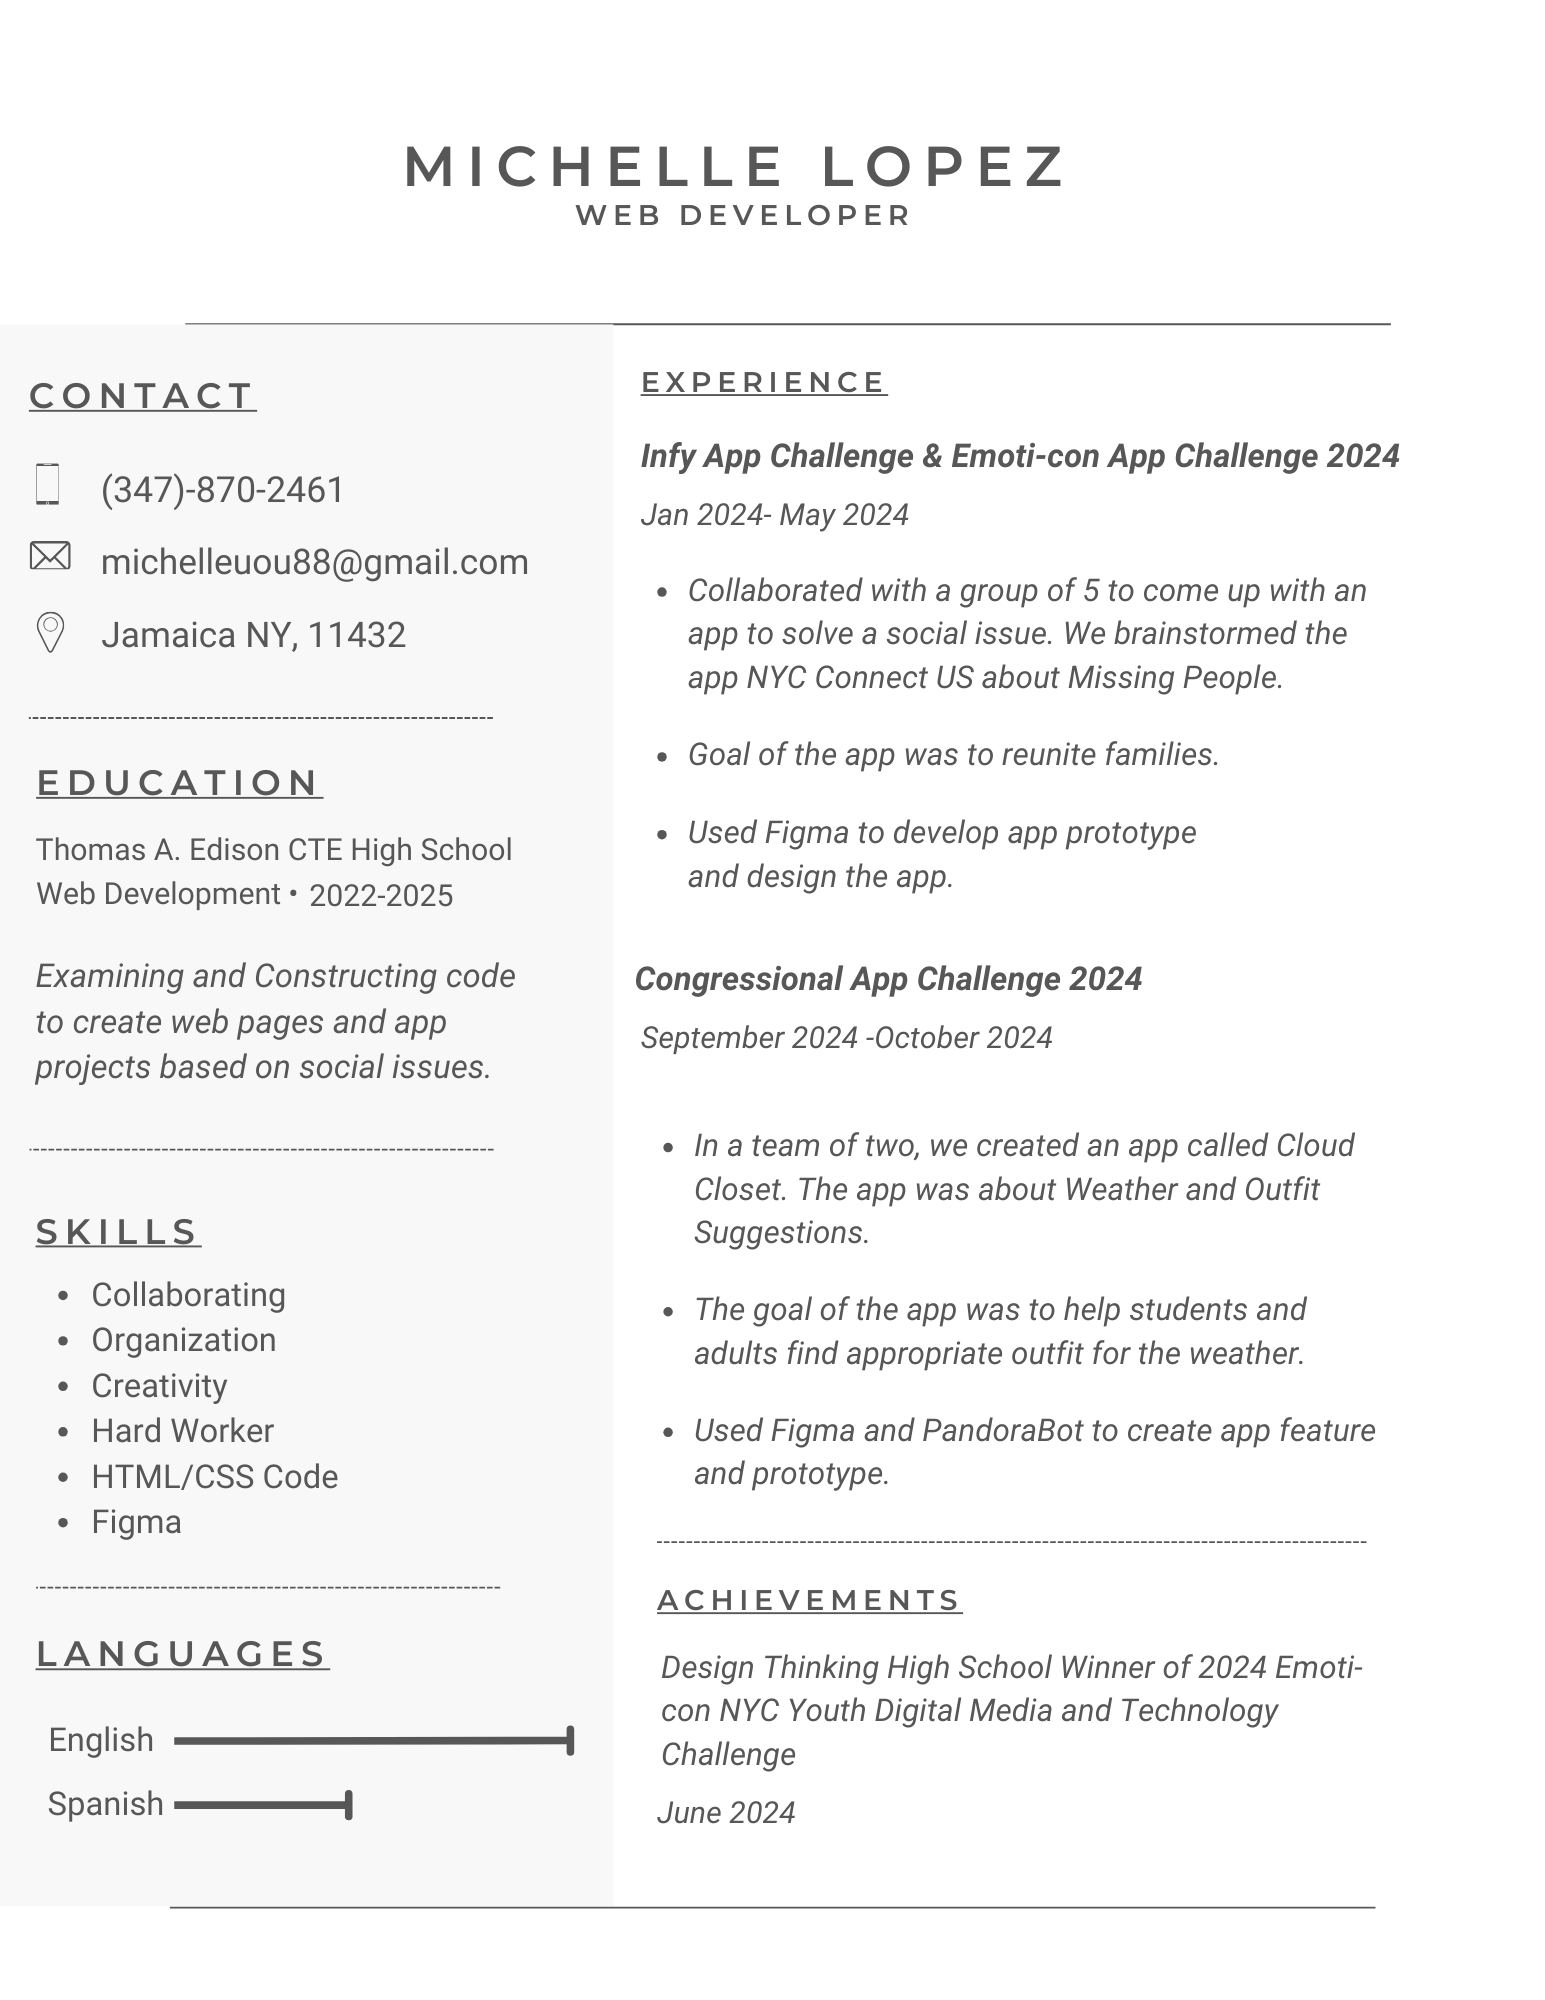 MICHELLE LOPEZ
WEB DEVELOPER
CONTACT
(347)-870-2461
michelleuou88@gmail.com
Jamaica NY, 11432
EDUCATION
Thomas A. Edison CTE High School
Web Development • 2022-2025
Examining and Constructing code
to create web pages and app
projects based on social issues.
SKILLS
• Collaborating
• Organization
• Creativity
• Hard Worker
• HTML/CSS Code
• Figma
LANGUAGES
English
Spanish
EXPERIENCE
Infy App Challenge & Emoti-con App Challenge 2024
Jan 2024- May 2024
• Collaborated with a group of 5 to come up with an
app to solve a social issue. We brainstormed the
app NYC Connect US about Missing People.
• Goal of the app was to reunite families.
• Used Figma to develop app prototype
and design the app.
Congressional App Challenge 2024
September 2024 -October 2024
• In a team of two, we created an app called Cloud
Closet. The app was about Weather and Outfit
Suggestions.
• The goal of the app was to help students and
adults find appropriate outfit for the weather.
• Used Figma and PandoraBot to create app feature
and prototype.
ACHIEVEMENTS
Design Thinking High School Winner of 2024 Emoti-
con NYC Youth Digital Media and Technology
Challenge
June 2024